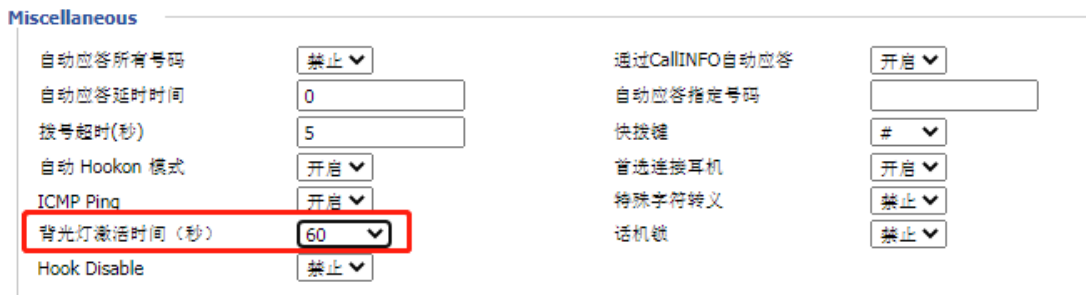 Miscellaneous
自动应答所有号码 禁止 通过CallINFO自动应答 开启
自动应答延时时间 0 自动应答指定号码
拨号超时(秒) 5 快拨键 #
自动 Hookon 模式 开启 首选连接耳机 开启
ICMP Ping 开启 特殊字符转义 禁止
背光灯激活时间（秒） 60 话机锁 禁止
Hook Disable 禁止